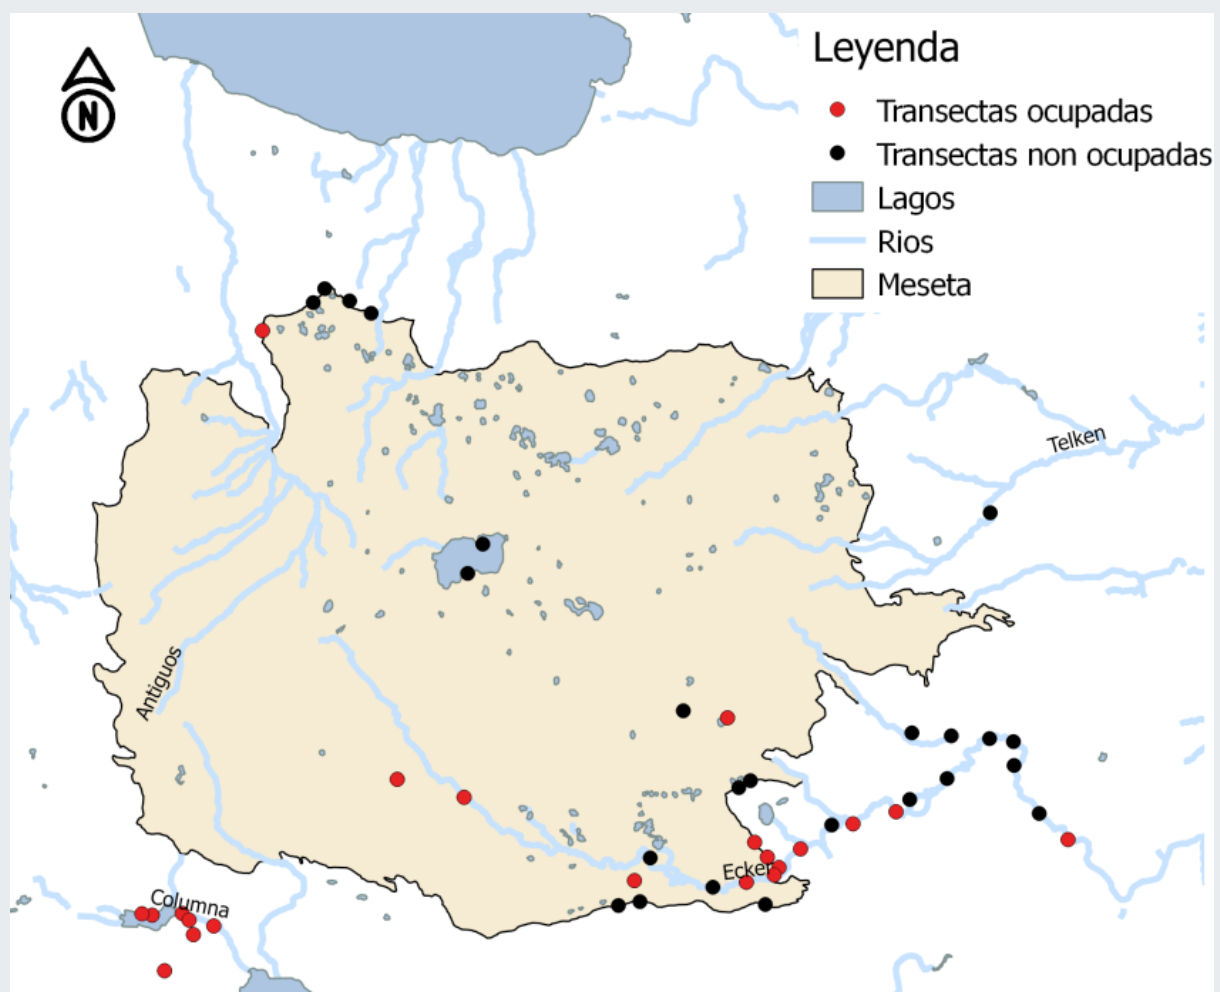 N
Leyenda
Transectas ocupadas
Transectas non ocupadas
Lagos
Rios
Meseta
Telken
Antiguos
Ecker
Columna